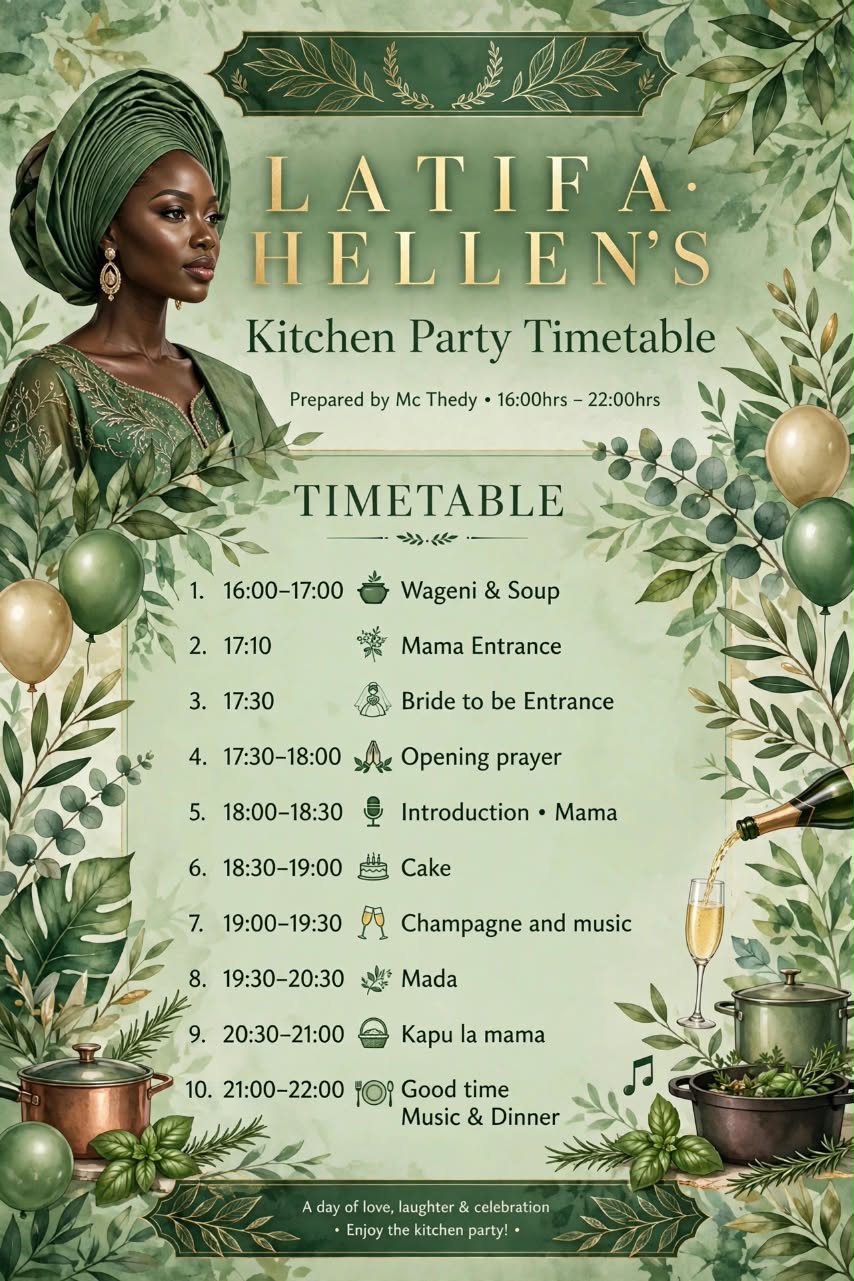 LATIFA·
HELLEN’S
Kitchen Party Timetable
Prepared by Mc Thedy • 16:00hrs – 22:00hrs
TIMETABLE
1. 16:00–17:00 Wageni & Soup
2. 17:10 Mama Entrance
3. 17:30 Bride to be Entrance
4. 17:30–18:00 Opening prayer
5. 18:00–18:30 Introduction • Mama
6. 18:30–19:00 Cake
7. 19:00–19:30 Champagne and music
8. 19:30–20:30 Mada
9. 20:30–21:00 Kapu la mama
10. 21:00–22:00 Good time
Music & Dinner
A day of love, laughter & celebration
• Enjoy the kitchen party! •